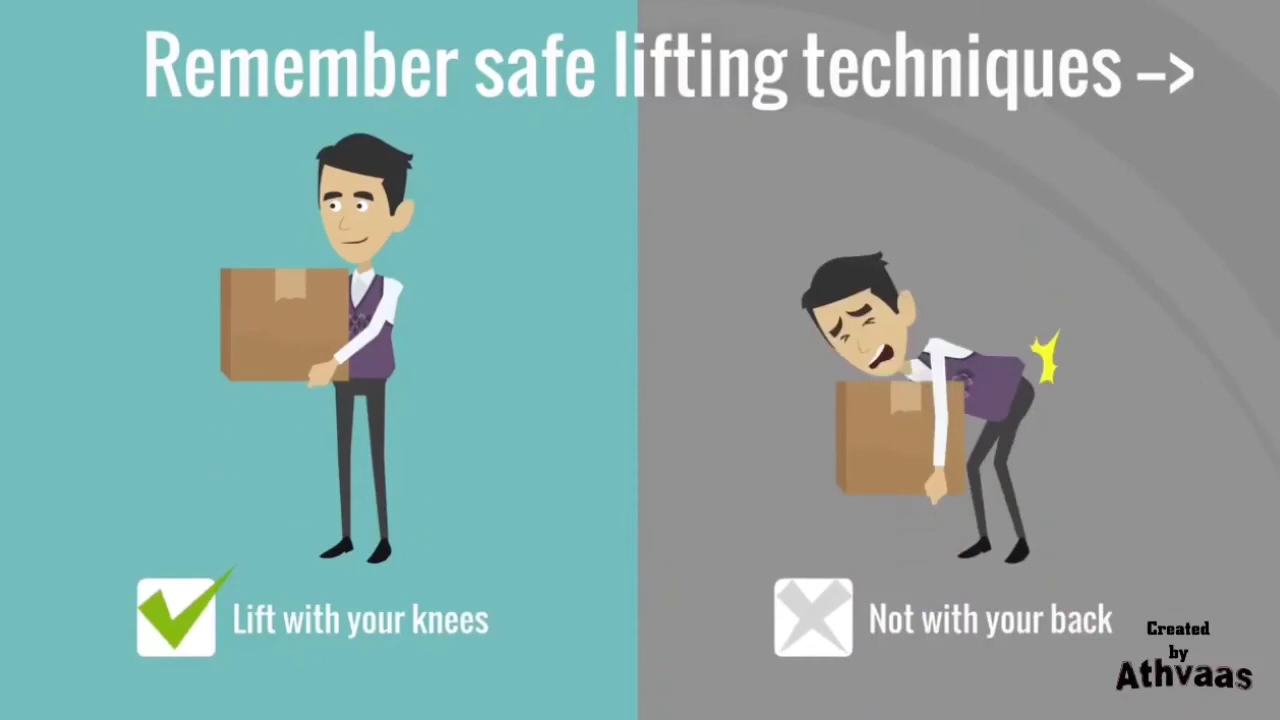 Remember safe lifting techniques –>
Lift with your knees
Not with your back
Created
by
Athvaas